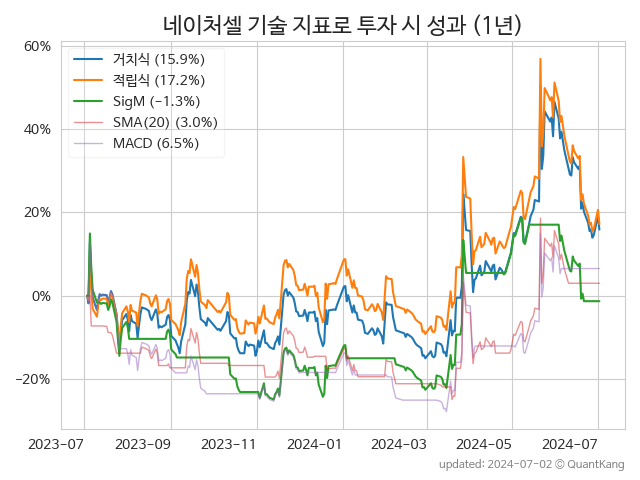 네이처셀 기술 지표로 투자 시 성과 (1년)
거치식 (15.9%)
적립식 (17.2%)
SigM (−1.3%)
SMA(20) (3.0%)
MACD (6.5%)
60%
40%
20%
0%
−20%
2023-07 2023-09 2023-11 2024-01 2024-03 2024-05 2024-07
updated: 2024-07-02 © QuantKang